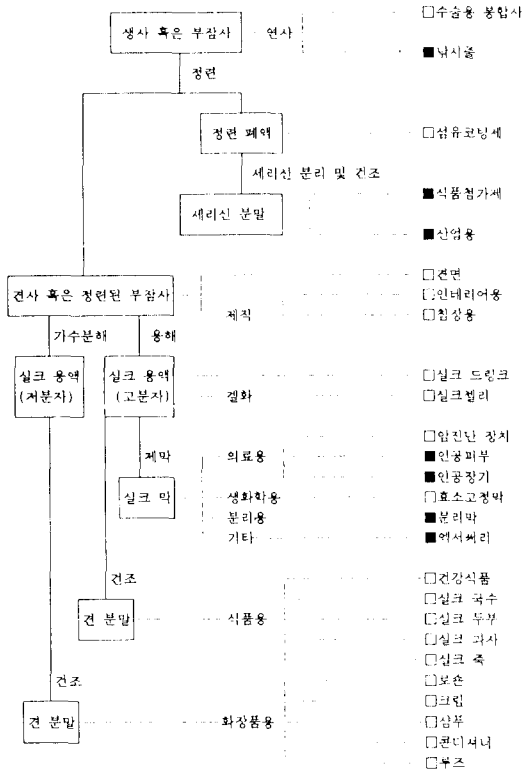 □수술용 봉합사
생사 혹은 부잠사 연사
■낚시줄
정련
정련 폐액 □섬유코팅제
세리신 분리 및 건조
■식품첨가제
세리신 분말
■산업용
□견면
견사 혹은 정련된 부잠사 □인테리어용
제직 □침장용
가수분해 용해
실크 용액 실크 용액 □실크 드링크
(저분자) (고분자) 겔화 □실크젤리
□암진난 장치
제막 의료용 ■인공피부
■인공장기
실크 막 생화학용 □효소고정막
분리용 ■분리막
기타 ■액서써리
건조 □건강식품
□실크 국수
견 분말 식품용 □실크 두부
□실크 과자
□실크 죽
건조 □로숀
□크림
견 분말 화장품용 □샴푸
□콘디셔너
□루즈